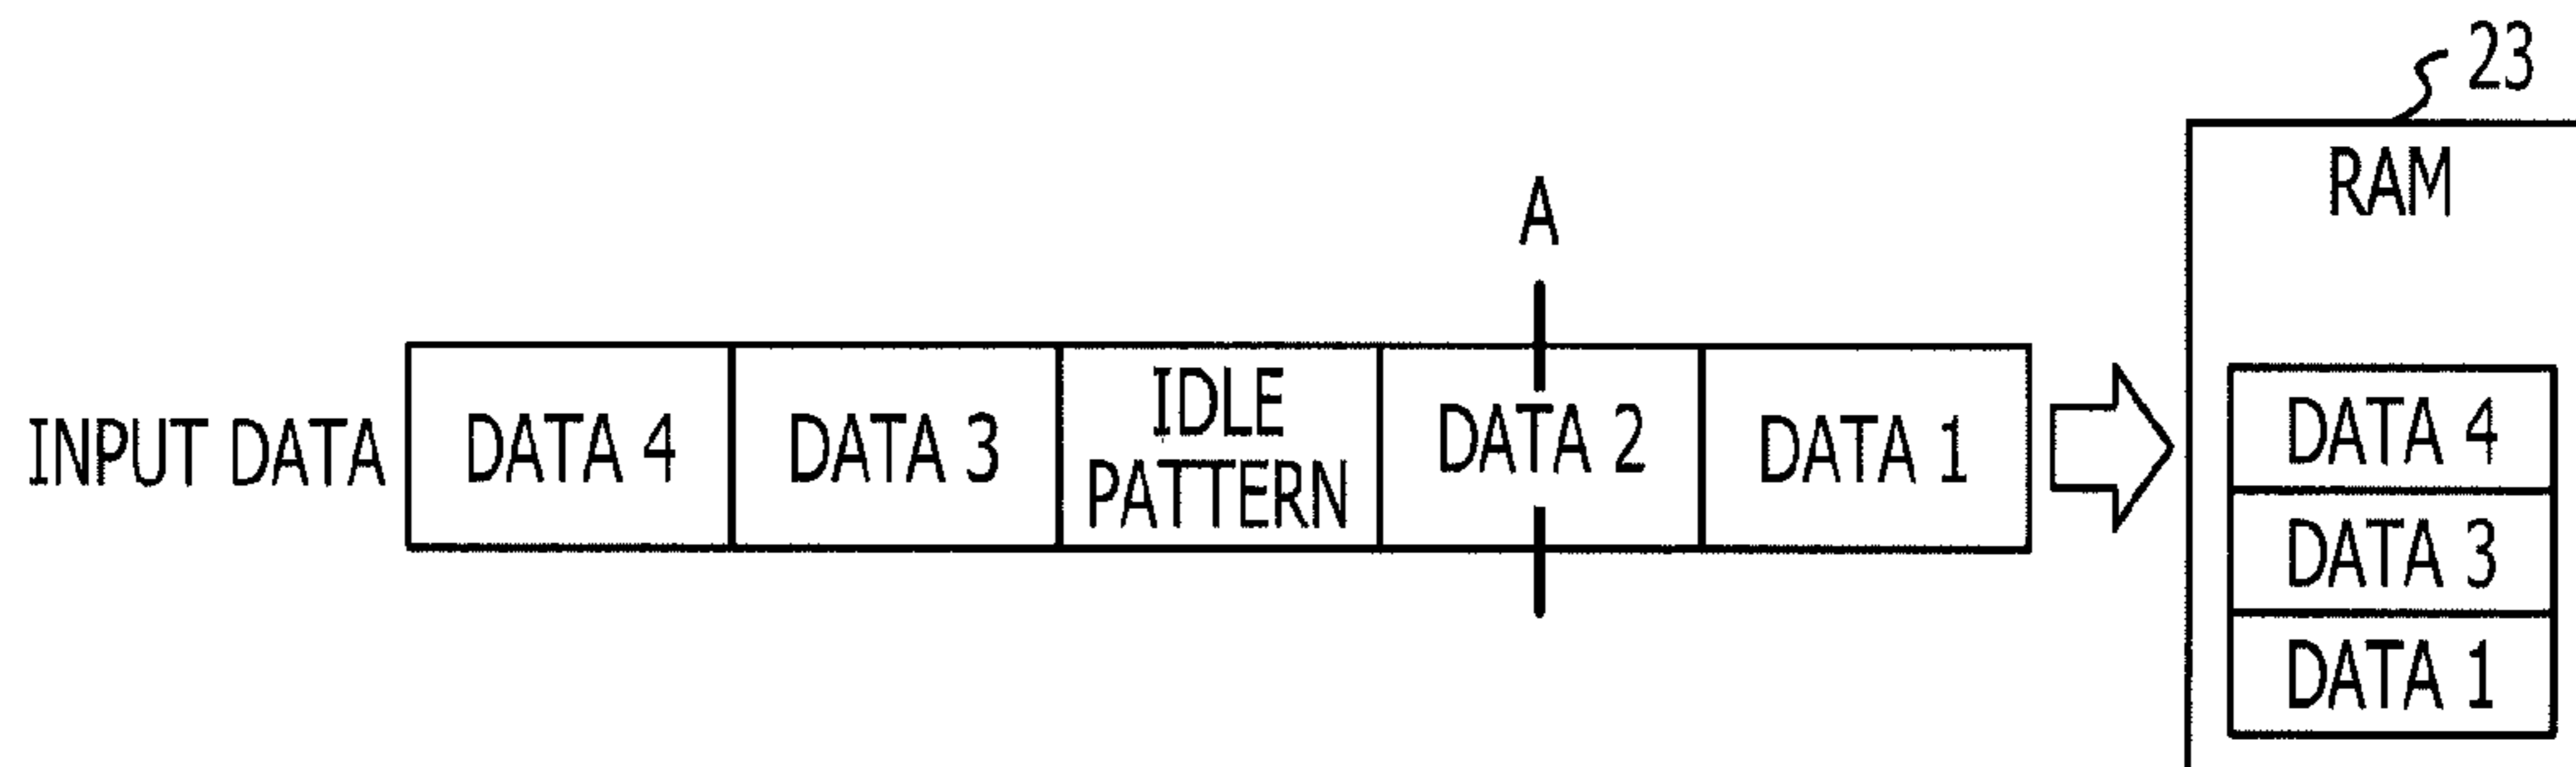 23
RAM
A
INPUT DATA
DATA 4
DATA 3
IDLE
PATTERN
DATA 2
DATA 1
DATA 4
DATA 3
DATA 1